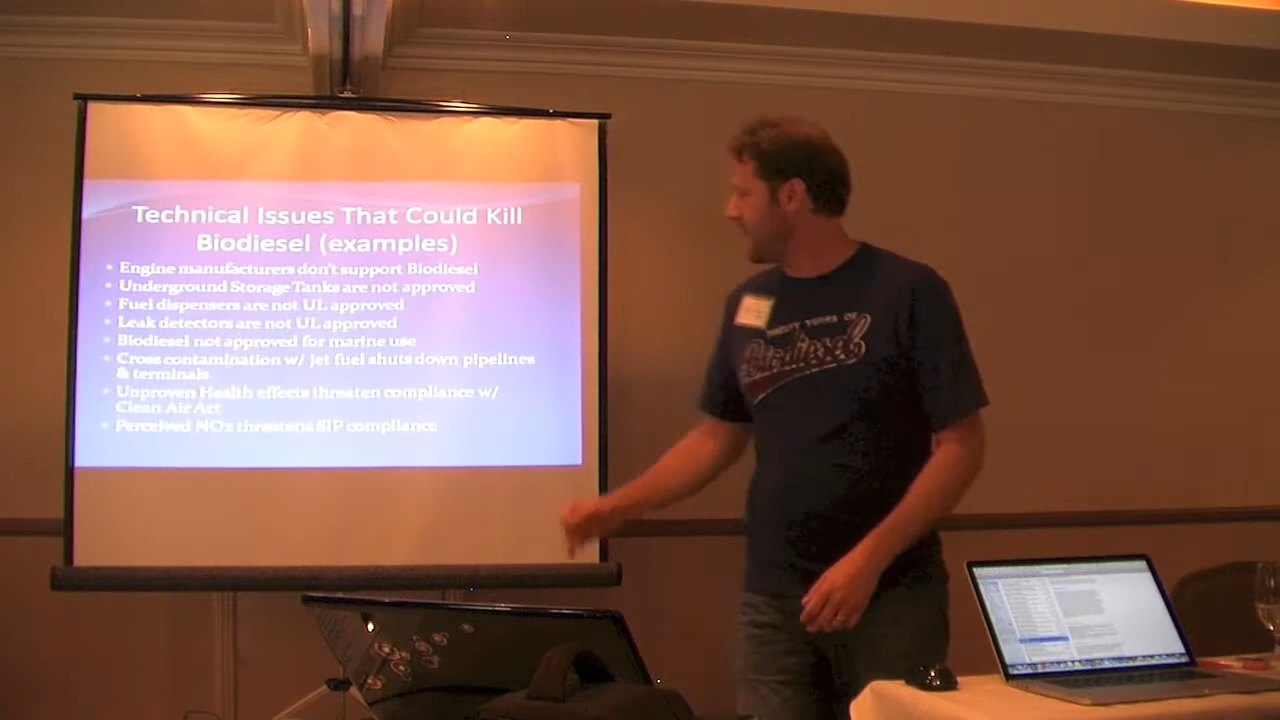 Technical Issues That Could Kill
Biodiesel (examples)
• Engine manufacturers don't support Biodiesel
• Underground Storage Tanks are not approved
• Fuel dispensers are not UL approved
• Leak detectors are not UL approved
• Biodiesel not approved for marine use
• Cross contamination w/ jet fuel shuts down pipelines
& terminals
• Unproven Health effects threaten compliance w/
Clean Air Act
• Perceived NOx threatens SIP compliance
YEARS OF
Biodiesel